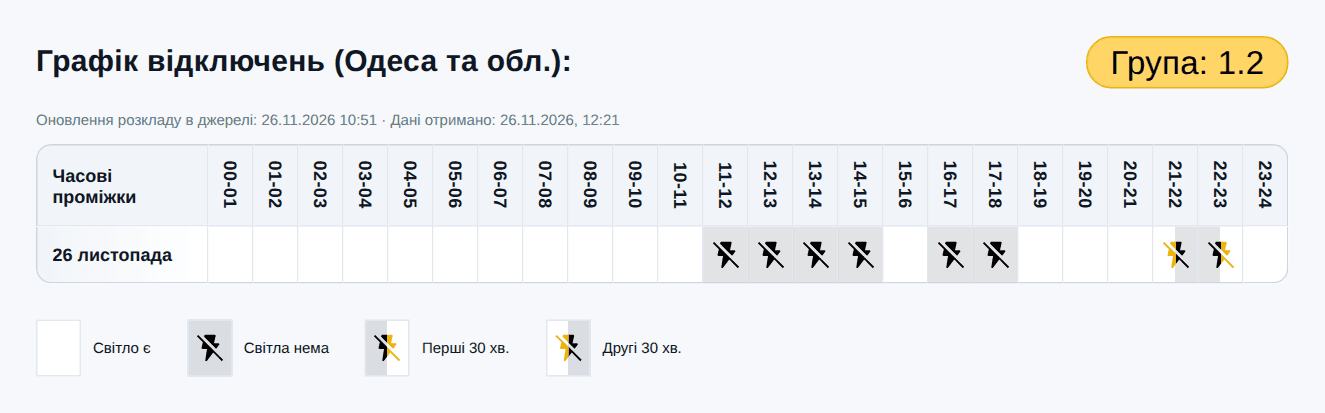 Графік відключень (Одеса та обл.):
Група: 1.2
Оновлення розкладу в джерелі: 26.11.2026 10:51 · Дані отримано: 26.11.2026, 12:21
Часові
проміжки
00-01
01-02
02-03
03-04
04-05
05-06
06-07
07-08
08-09
09-10
10-11
11-12
12-13
13-14
14-15
15-16
16-17
17-18
18-19
19-20
20-21
21-22
22-23
23-24
26 листопада
Світло є
Світла нема
Перші 30 хв.
Другі 30 хв.